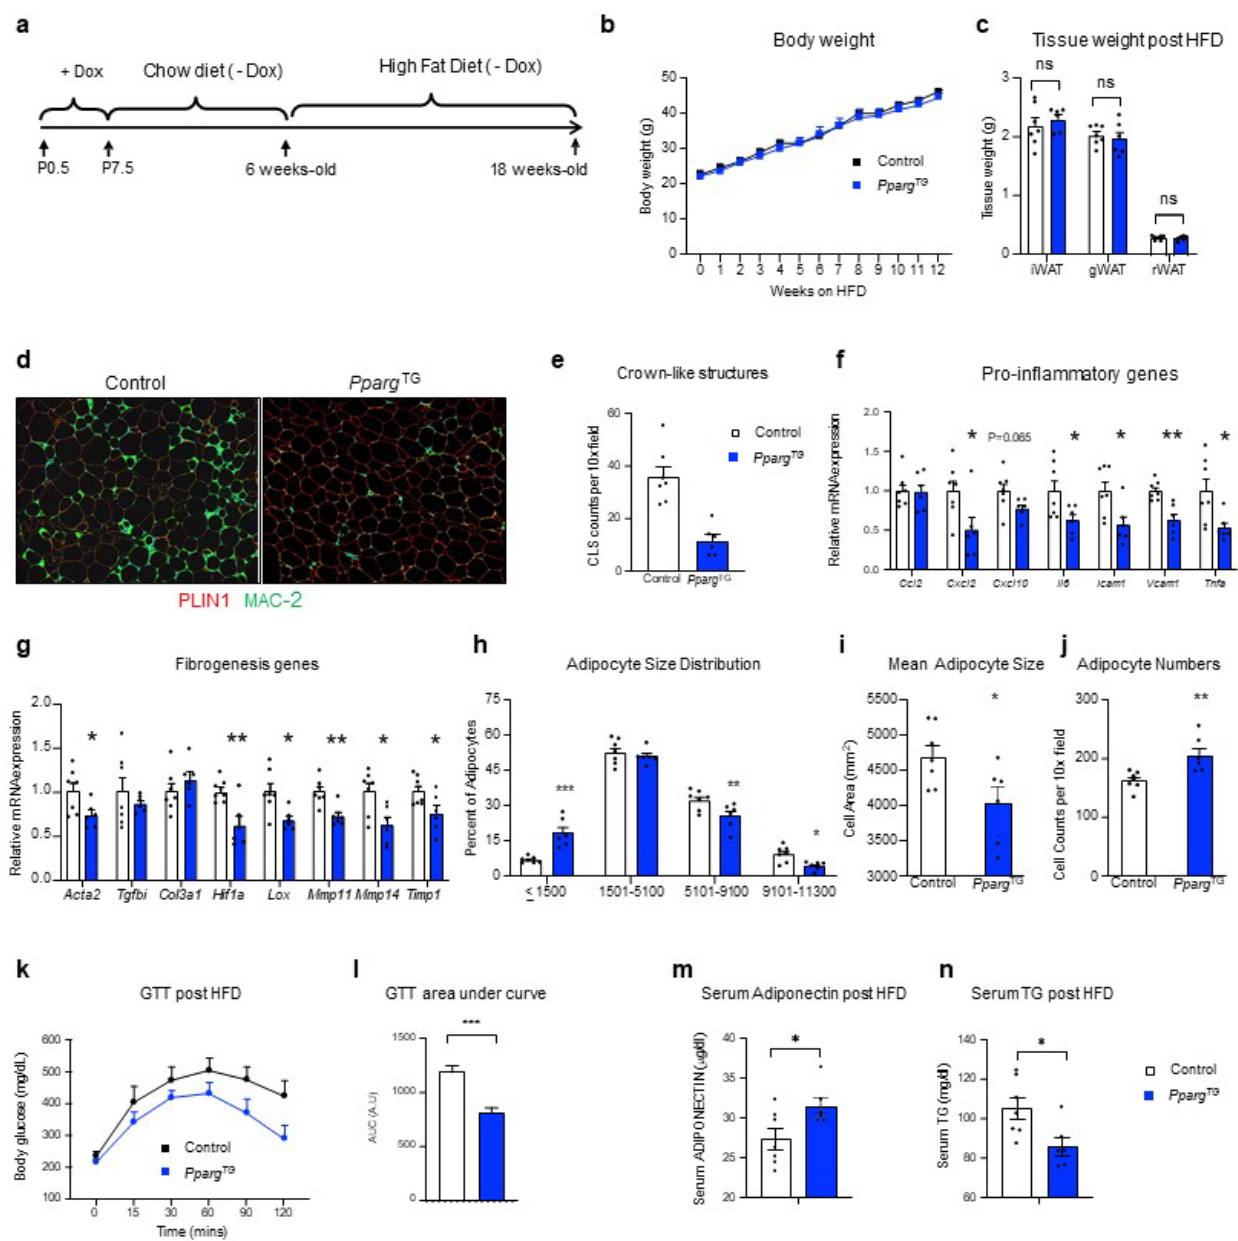 a
+ Dox
Chow diet ( - Dox)
High Fat Diet ( - Dox)
P0.5
P7.5
6 weeks-old
18 weeks-old
b
Body weight
Body weight (g)
50
40
30
20
10
0
Control
Pparg^TG
0 1 2 3 4 5 6 7 8 9 10 11 12
Weeks on HFD
c
Tissue weight post HFD
Tissue weight (g)
3
2
1
0
ns
ns
ns
iWAT gWAT rWAT
d
Control
Pparg^TG
PLIN1 MAC-2
e
Crown-like structures
CLS counts per 10x field
60
40
20
0
Control
Pparg^TG
Control Pparg^TG
f
Pro-inflammatory genes
Relative mRNA expression
2.0
1.5
1.0
0.5
0.0
* P=0.065 * * ** *
Ccl2 Cxcl2 Cxcl10 Il6 Icam1 Vcam1 Tnfa
g
Fibrogenesis genes
Relative mRNA expression
2.0
1.5
1.0
0.5
0.0
* ** * ** * *
Acta2 Tgfbi Col3a1 Hif1a Lox Mmp11 Mmp14 Timp1
h
Adipocyte Size Distribution
Percent of Adipocytes
75
60
45
30
15
0
*** ** *
≤ 1500 1501-5100 5101-9100 9101-11300
i
Mean Adipocyte Size
Cell Area (mm²)
5500
5000
4500
4000
3500
3000
*
Control Pparg^TG
j
Adipocyte Numbers
Cell Counts per 10x field
300
200
100
0
**
Control Pparg^TG
k
GTT post HFD
Body glucose (mg/dL)
600
500
400
300
200
100
Control
Pparg^TG
0 15 30 60 90 120
Time (mins)
l
GTT area under curve
AUC (A.U)
1500
1000
500
0
***
m
Serum Adiponectin post HFD
Serum ADIPONECTIN (µg/dl)
40
35
30
25
20
*
n
Serum TG post HFD
Serum TG (mg/dl)
140
120
100
80
60
*
Control
Pparg^TG